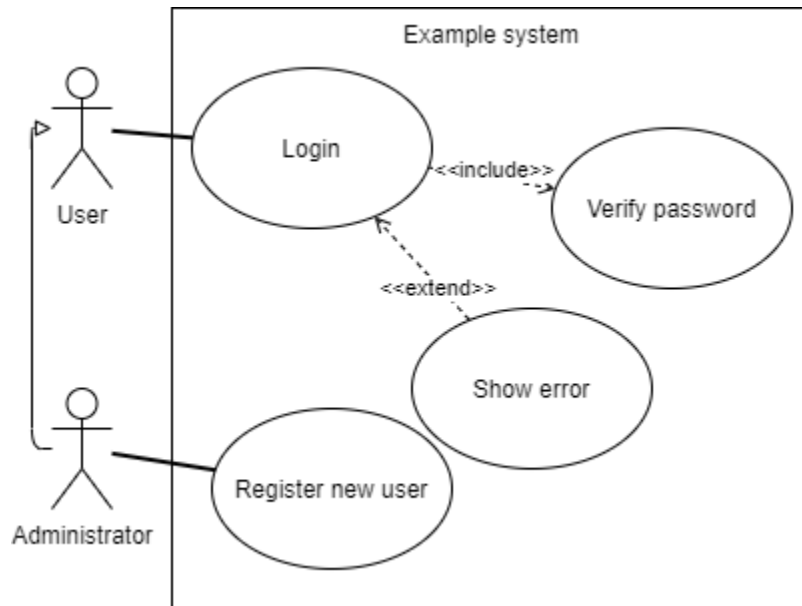 Example system
Login
<<include>>
Verify password
User
<<extend>>
Show error
Register new user
Administrator